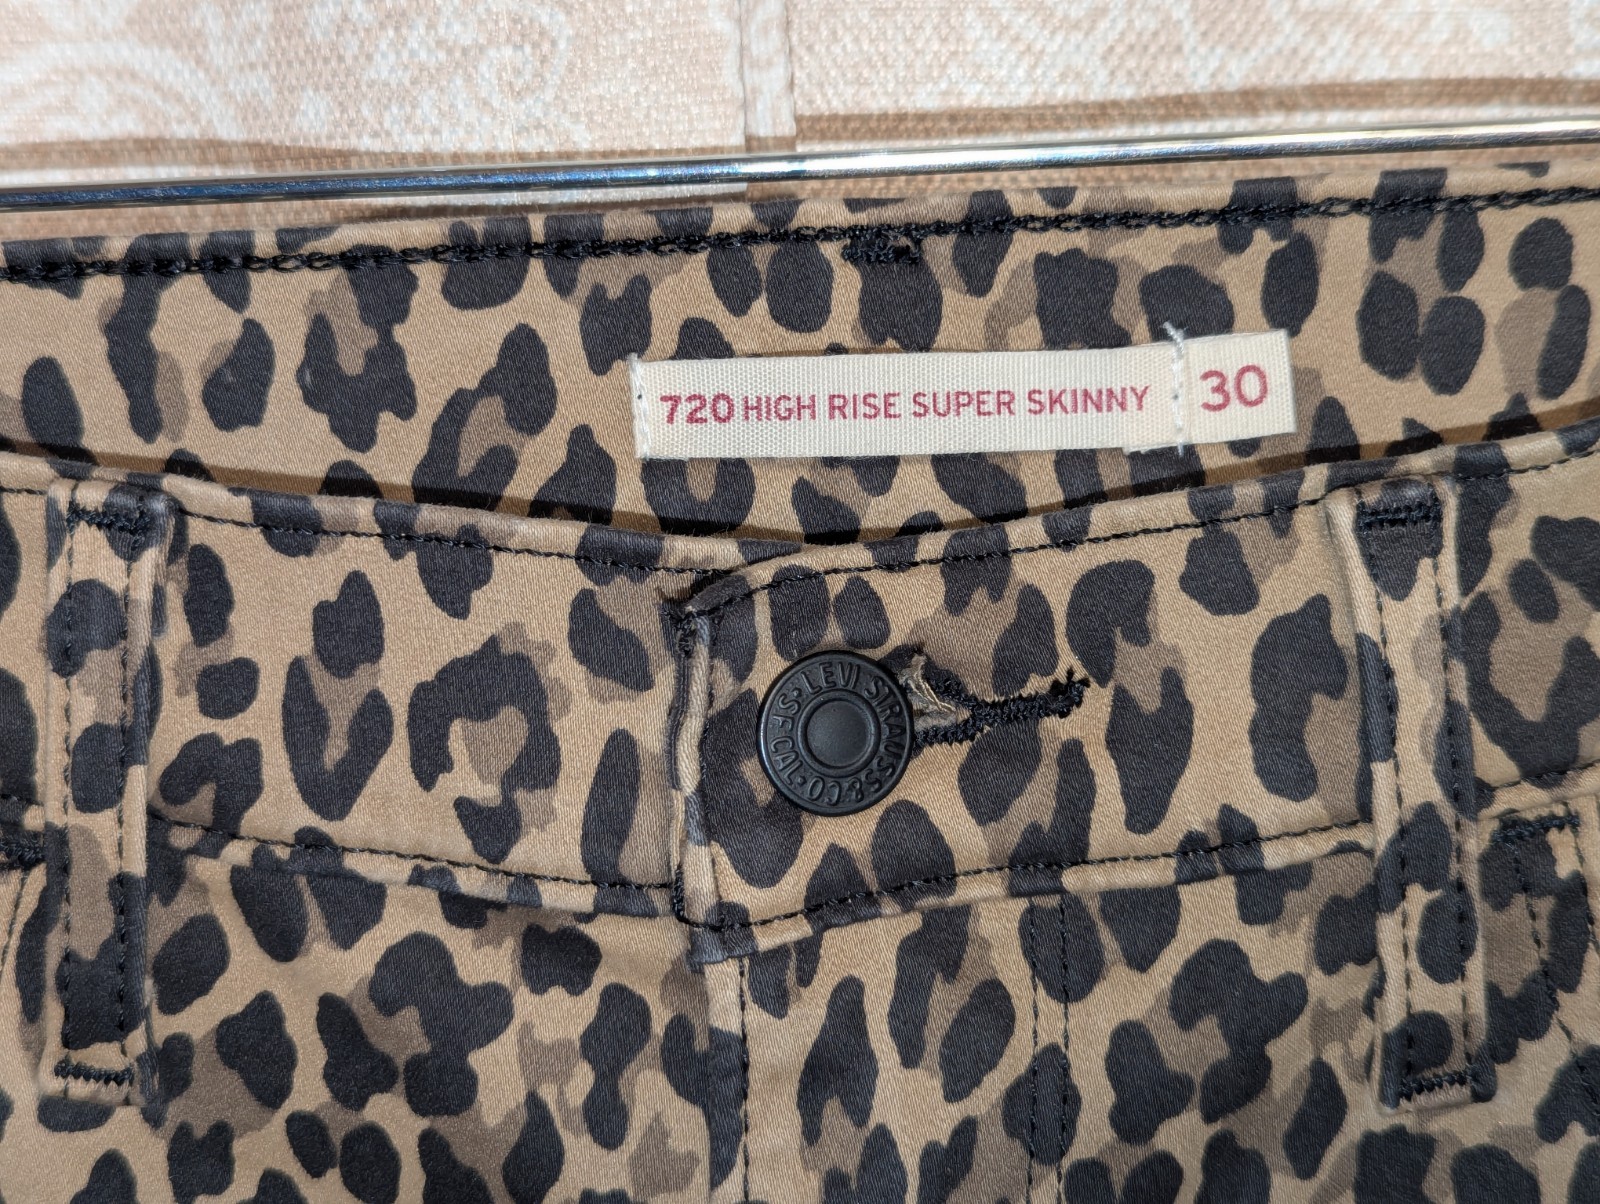 720 HIGH RISE SUPER SKINNY 30
LEVI STRAUSS & CO. S.F. CAL.